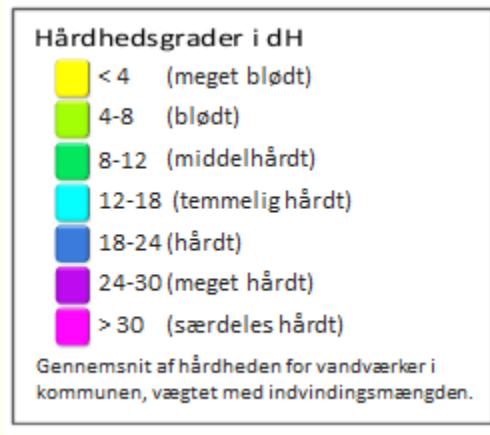 Hårdhedsgrader i dH
< 4 (meget blødt)
4-8 (blødt)
8-12 (middelhårdt)
12-18 (temmelig hårdt)
18-24 (hårdt)
24-30 (meget hårdt)
> 30 (særdeles hårdt)
Gennemsnit af hårdheden for vandværker i
kommunen, vægtet med indvindingsmængden.